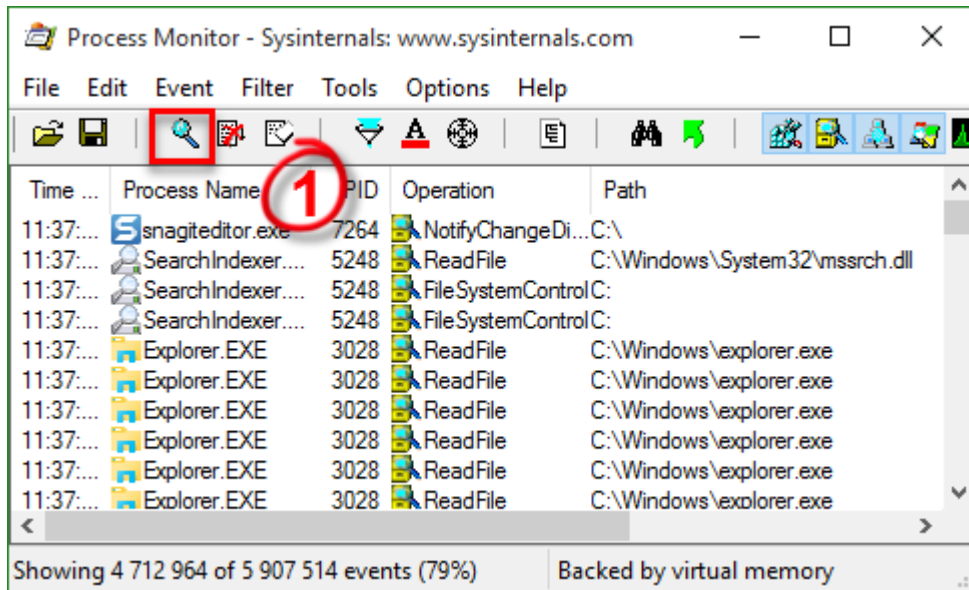 Process Monitor - Sysinternals: www.sysinternals.com
File Edit Event Filter Tools Options Help
1
Time ... Process Name PID Operation Path
11:37:... snagiteditor.exe 7264 NotifyChangeDi... C:\
11:37:... SearchIndexer.... 5248 ReadFile C:\Windows\System32\mssrch.dll
11:37:... SearchIndexer.... 5248 FileSystemControl C:
11:37:... SearchIndexer.... 5248 FileSystemControl C:
11:37:... Explorer.EXE 3028 ReadFile C:\Windows\explorer.exe
11:37:... Explorer.EXE 3028 ReadFile C:\Windows\explorer.exe
11:37:... Explorer.EXE 3028 ReadFile C:\Windows\explorer.exe
11:37:... Explorer.EXE 3028 ReadFile C:\Windows\explorer.exe
11:37:... Explorer.EXE 3028 ReadFile C:\Windows\explorer.exe
11:37:... Explorer.EXE 3028 ReadFile C:\Windows\explorer.exe
Showing 4 712 964 of 5 907 514 events (79%) Backed by virtual memory